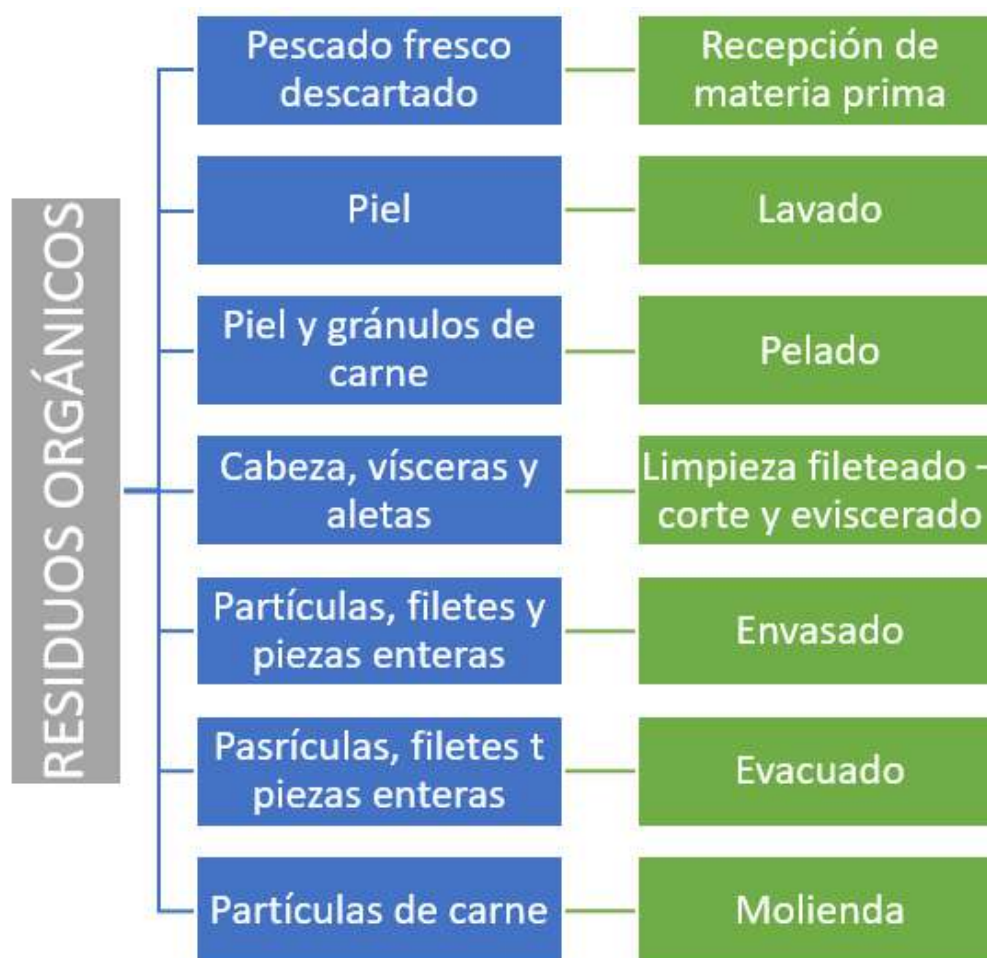 RESIDUOS ORGÁNICOS
Pescado fresco
descartado
Recepción de
materia prima
Piel
Lavado
Piel y gránulos de
carne
Pelado
Cabeza, vísceras y
aletas
Limpieza fileteado –
corte y eviscerado
Partículas, filetes y
piezas enteras
Envasado
Pasrículas, filetes t
piezas enteras
Evacuado
Partículas de carne
Molienda